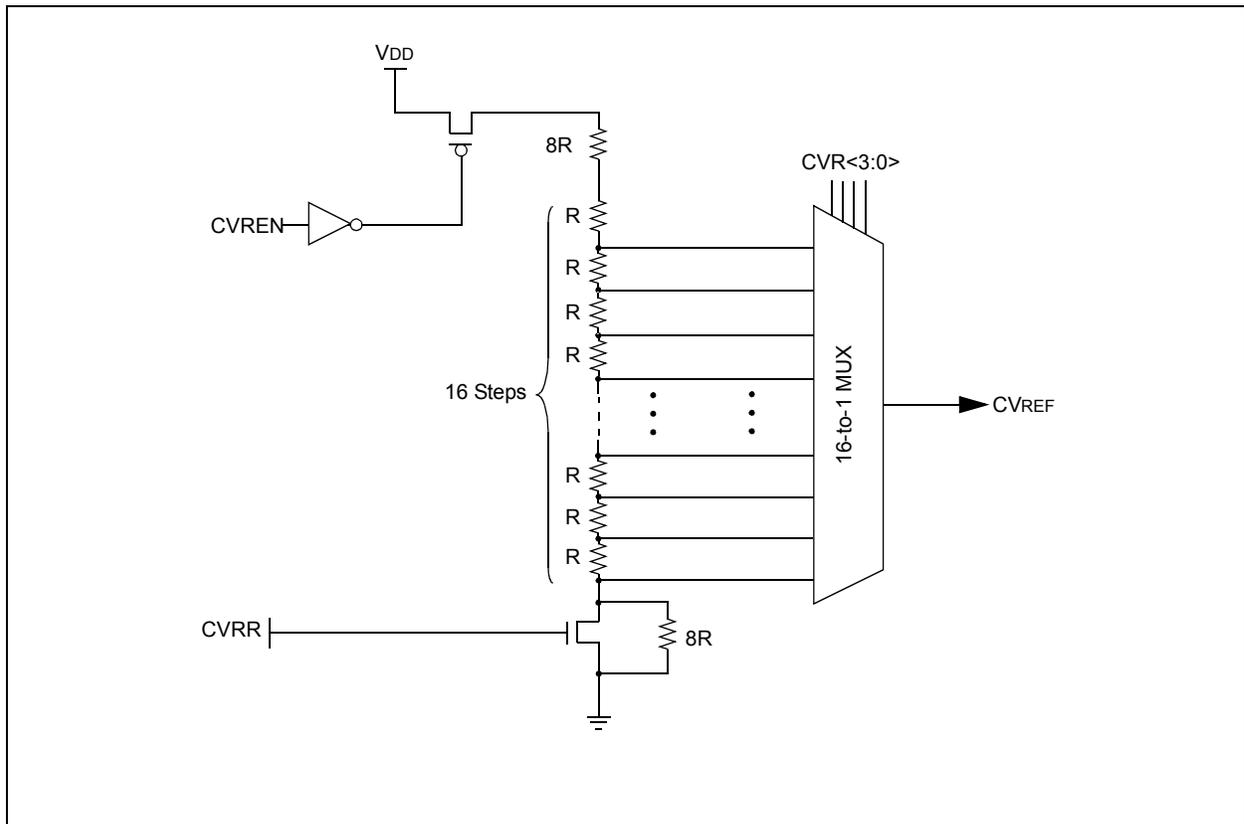 VDD
8R
CVR<3:0>
CVREN
R
R
R
R
16 Steps
16-to-1 MUX
CVREF
R
R
R
CVRR
8R